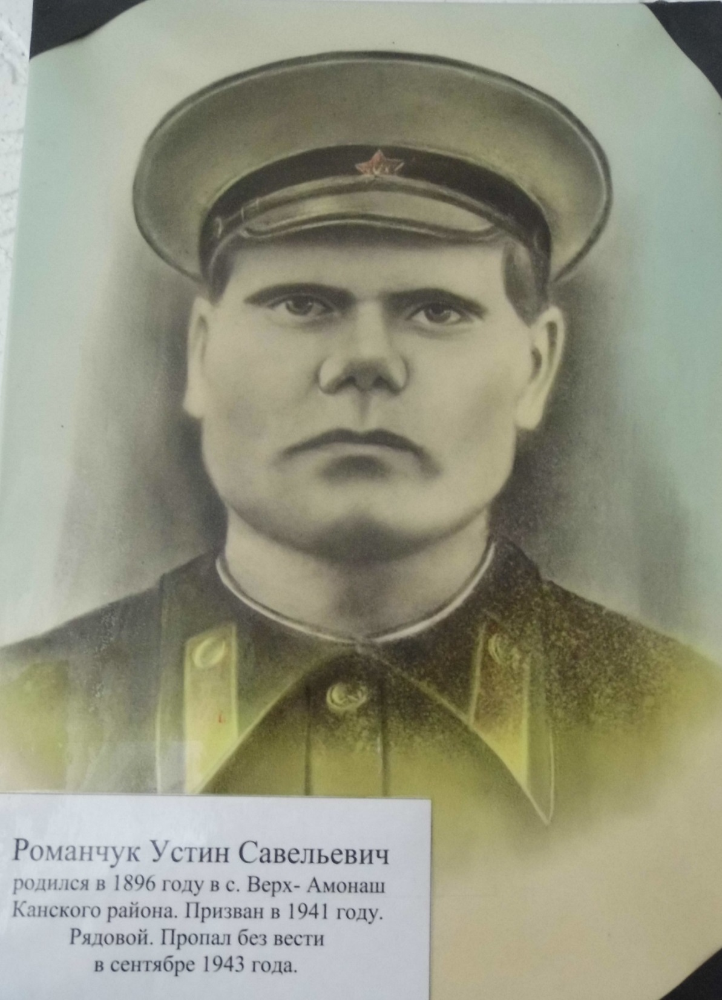 Романчук Устин Савельевич
родился в 1896 году в с. Верх- Амонаш
Канского района. Призван в 1941 году.
Рядовой. Пропал без вести
в сентябре 1943 года.